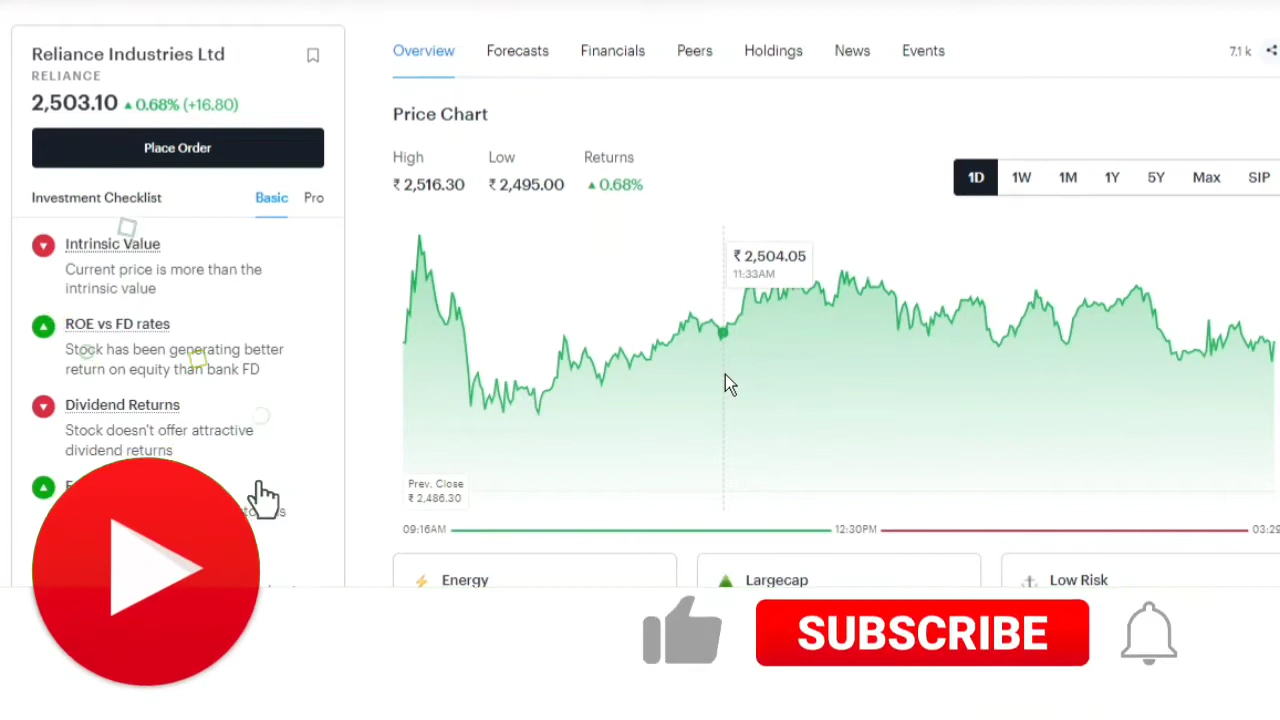 Reliance Industries Ltd
RELIANCE
2,503.10 ▲ 0.68% (+16.80)
Place Order
Investment Checklist
Basic
Pro
Intrinsic Value
Current price is more than the
intrinsic value
ROE vs FD rates
Stock has been generating better
return on equity than bank FD
Dividend Returns
Stock doesn't offer attractive
dividend returns
Overview
Forecasts
Financials
Peers
Holdings
News
Events
7.1 k
Price Chart
High
Low
Returns
₹ 2,516.30
₹ 2,495.00
▲ 0.68%
1D
1W
1M
1Y
5Y
Max
SIP
₹ 2,504.05
11:33AM
Prev. Close
₹ 2,486.30
09:16AM
12:30PM
03:29
Energy
Largecap
Low Risk
SUBSCRIBE